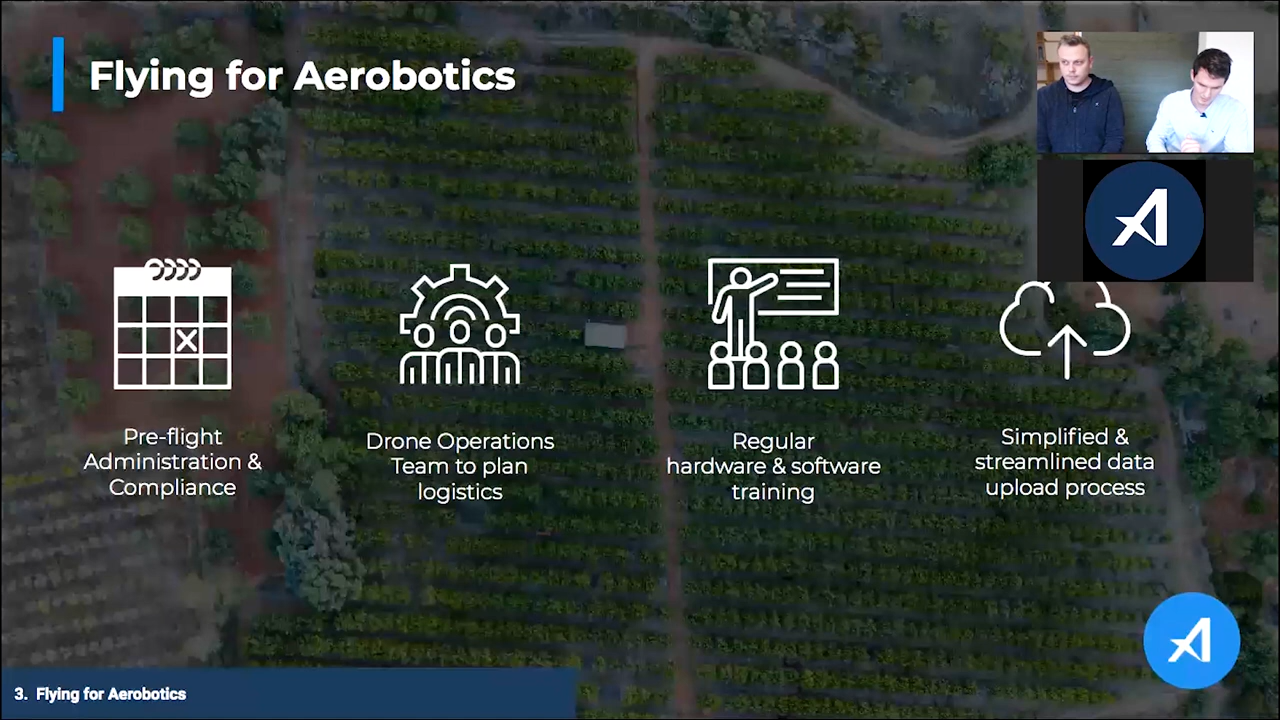 Flying for Aerobotics
Pre-flight
Administration &
Compliance
Drone Operations
Team to plan
logistics
Regular
hardware & software
training
Simplified &
streamlined data
upload process
3. Flying for Aerobotics